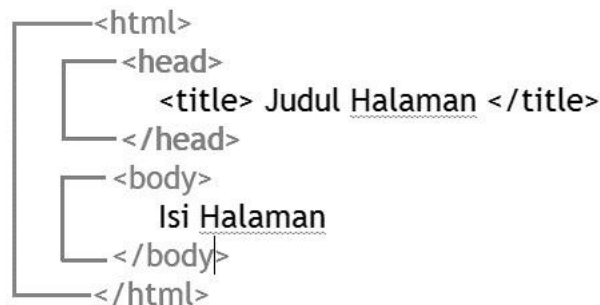 <html>
<head>
<title> Judul Halaman </title>
</head>
<body>
Isi Halaman
</body>
</html>